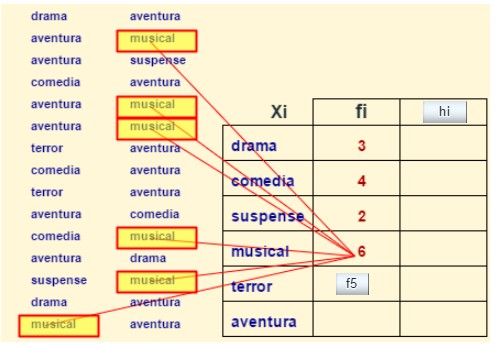 drama aventura
aventura musical
aventura suspense
comedia aventura
aventura musical
aventura musical
terror aventura
comedia aventura
terror aventura
aventura comedia
comedia musical
aventura drama
suspense musical
drama aventura
musical aventura
Xi fi hi
drama 3
comedia 4
suspense 2
musical 6
terror f5
aventura